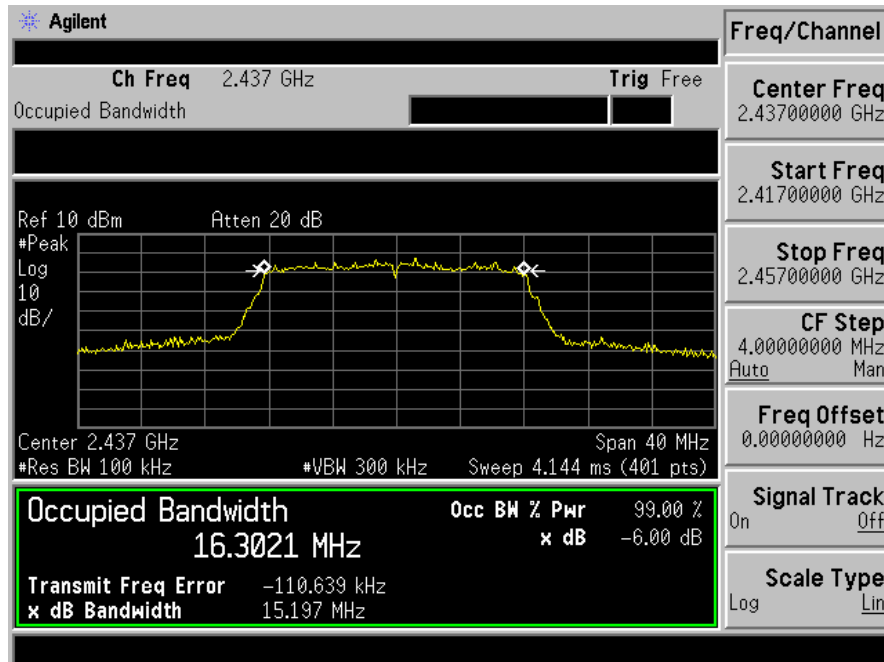 Agilent
Freq/Channel
Ch Freq 2.437 GHz Trig Free
Occupied Bandwidth
Center Freq
2.43700000 GHz
Start Freq
2.41700000 GHz
Stop Freq
2.45700000 GHz
CF Step
4.00000000 MHz
Auto Man
Freq Offset
0.00000000 Hz
Signal Track
On Off
Scale Type
Log Lin
Ref 10 dBm Atten 20 dB
#Peak
Log
10
dB/
Center 2.437 GHz Span 40 MHz
#Res BW 100 kHz #VBW 300 kHz Sweep 4.144 ms (401 pts)
Occupied Bandwidth Occ BW % Pwr 99.00 %
16.3021 MHz x dB -6.00 dB
Transmit Freq Error -110.639 kHz
x dB Bandwidth 15.197 MHz